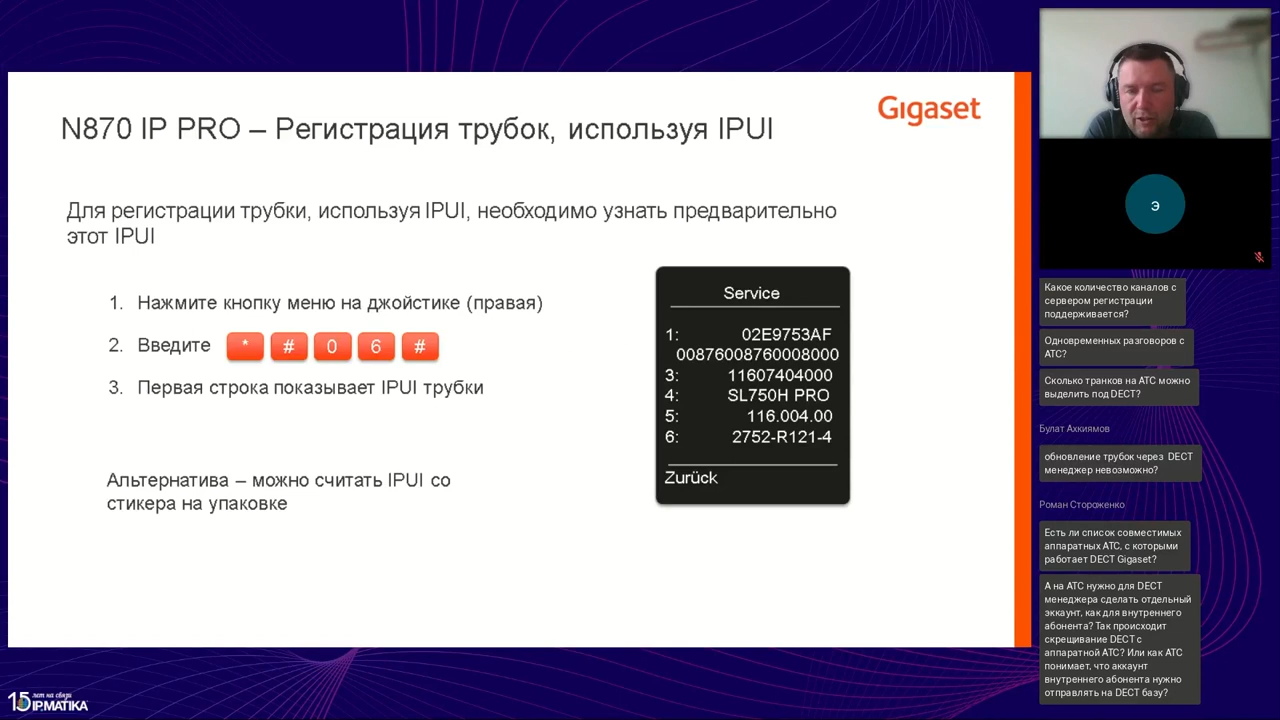 Gigaset
N870 IP PRO – Регистрация трубок, используя IPUI
Для регистрации трубки, используя IPUI, необходимо узнать предварительно
этот IPUI
1. Нажмите кнопку меню на джойстике (правая)
2. Введите * # 0 6 #
3. Первая строка показывает IPUI трубки
Альтернатива – можно считать IPUI со
стикера на упаковке
Service
1: 02E9753AF
00876008760008000
3: 11607404000
4: SL750H PRO
5: 116.004.00
6: 2752-R121-4
Zurück
э
Какое количество каналов с
сервером регистрации
поддерживается?
Одновременных разговоров с
АТС?
Сколько транков на АТС можно
выделить под DECT?
Булат Ахкиямов
обновление трубок через DECT
менеджер невозможно?
Роман Стороженко
Есть ли список совместимых
аппаратных АТС, с которыми
работает DECT Gigaset?
А на АТС нужно для DECT
менеджера сделать отдельный
эккаунт, как для внутреннего
абонента? Так происходит
скрещивание DECT с
аппаратной АТС? Или как АТС
понимает, что аккаунт
внутреннего абонента нужно
отправлять на DECT базу?
15 лет на связи
IPMATIKA